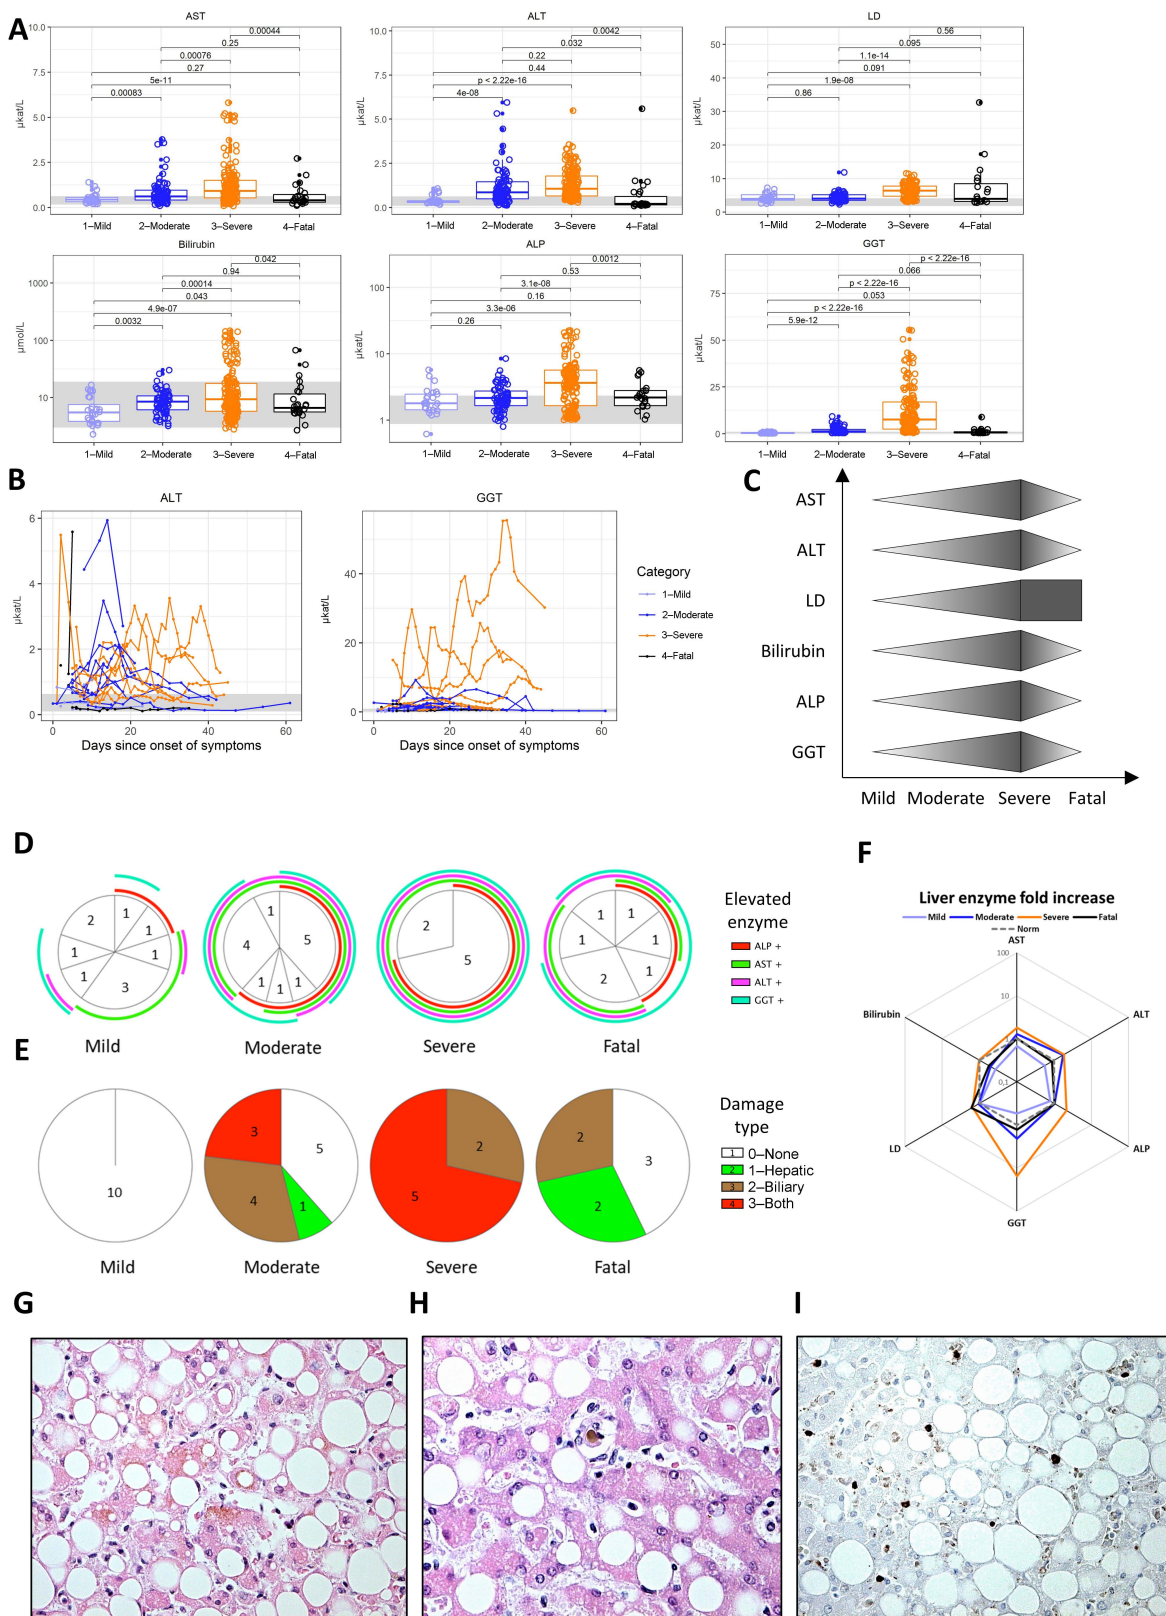 A
AST
ALT
LD
10.0
7.5
5.0
2.5
0.0
µkat/L
0.00044
0.25
0.00076
0.27
5e-11
0.00083
1–Mild 2–Moderate 3–Severe 4–Fatal
10.0
7.5
5.0
2.5
0.0
µkat/L
0.0042
0.032
0.22
0.44
p < 2.22e-16
4e-08
1–Mild 2–Moderate 3–Severe 4–Fatal
50
40
30
20
10
0
µkat/L
0.56
0.095
1.1e-14
0.091
1.9e-08
0.86
1–Mild 2–Moderate 3–Severe 4–Fatal
Bilirubin
ALP
GGT
1000
100
10
µmol/L
0.042
0.94
0.00014
0.043
4.9e-07
0.0032
1–Mild 2–Moderate 3–Severe 4–Fatal
100
10
1
µkat/L
0.0012
0.53
3.1e-08
0.16
3.3e-06
0.26
1–Mild 2–Moderate 3–Severe 4–Fatal
75
50
25
0
µkat/L
p < 2.22e-16
0.066
p < 2.22e-16
0.053
p < 2.22e-16
5.9e-12
1–Mild 2–Moderate 3–Severe 4–Fatal
B
ALT
GGT
6
4
2
0
µkat/L
0 20 40 60
Days since onset of symptoms
40
20
0
µkat/L
0 20 40 60
Days since onset of symptoms
Category
1–Mild
2–Moderate
3–Severe
4–Fatal
C
AST
ALT
LD
Bilirubin
ALP
GGT
Mild Moderate Severe Fatal
D
2 1 1 1 3 1 1
Mild
1 5 1 1 1 4
Moderate
2 5
Severe
1 1 1 1 2 1
Fatal
Elevated
enzyme
ALP +
AST +
ALT +
GGT +
E
10
Mild
3 5 4 1
Moderate
2 5
Severe
2 3 2
Fatal
Damage
type
1 0–None
2 1–Hepatic
3 2–Biliary
4 3–Both
F
Liver enzyme fold increase
Mild Moderate Severe Fatal
Norm
AST
100
10
1
0,1
Bilirubin
ALT
LD
ALP
GGT
G
H
I